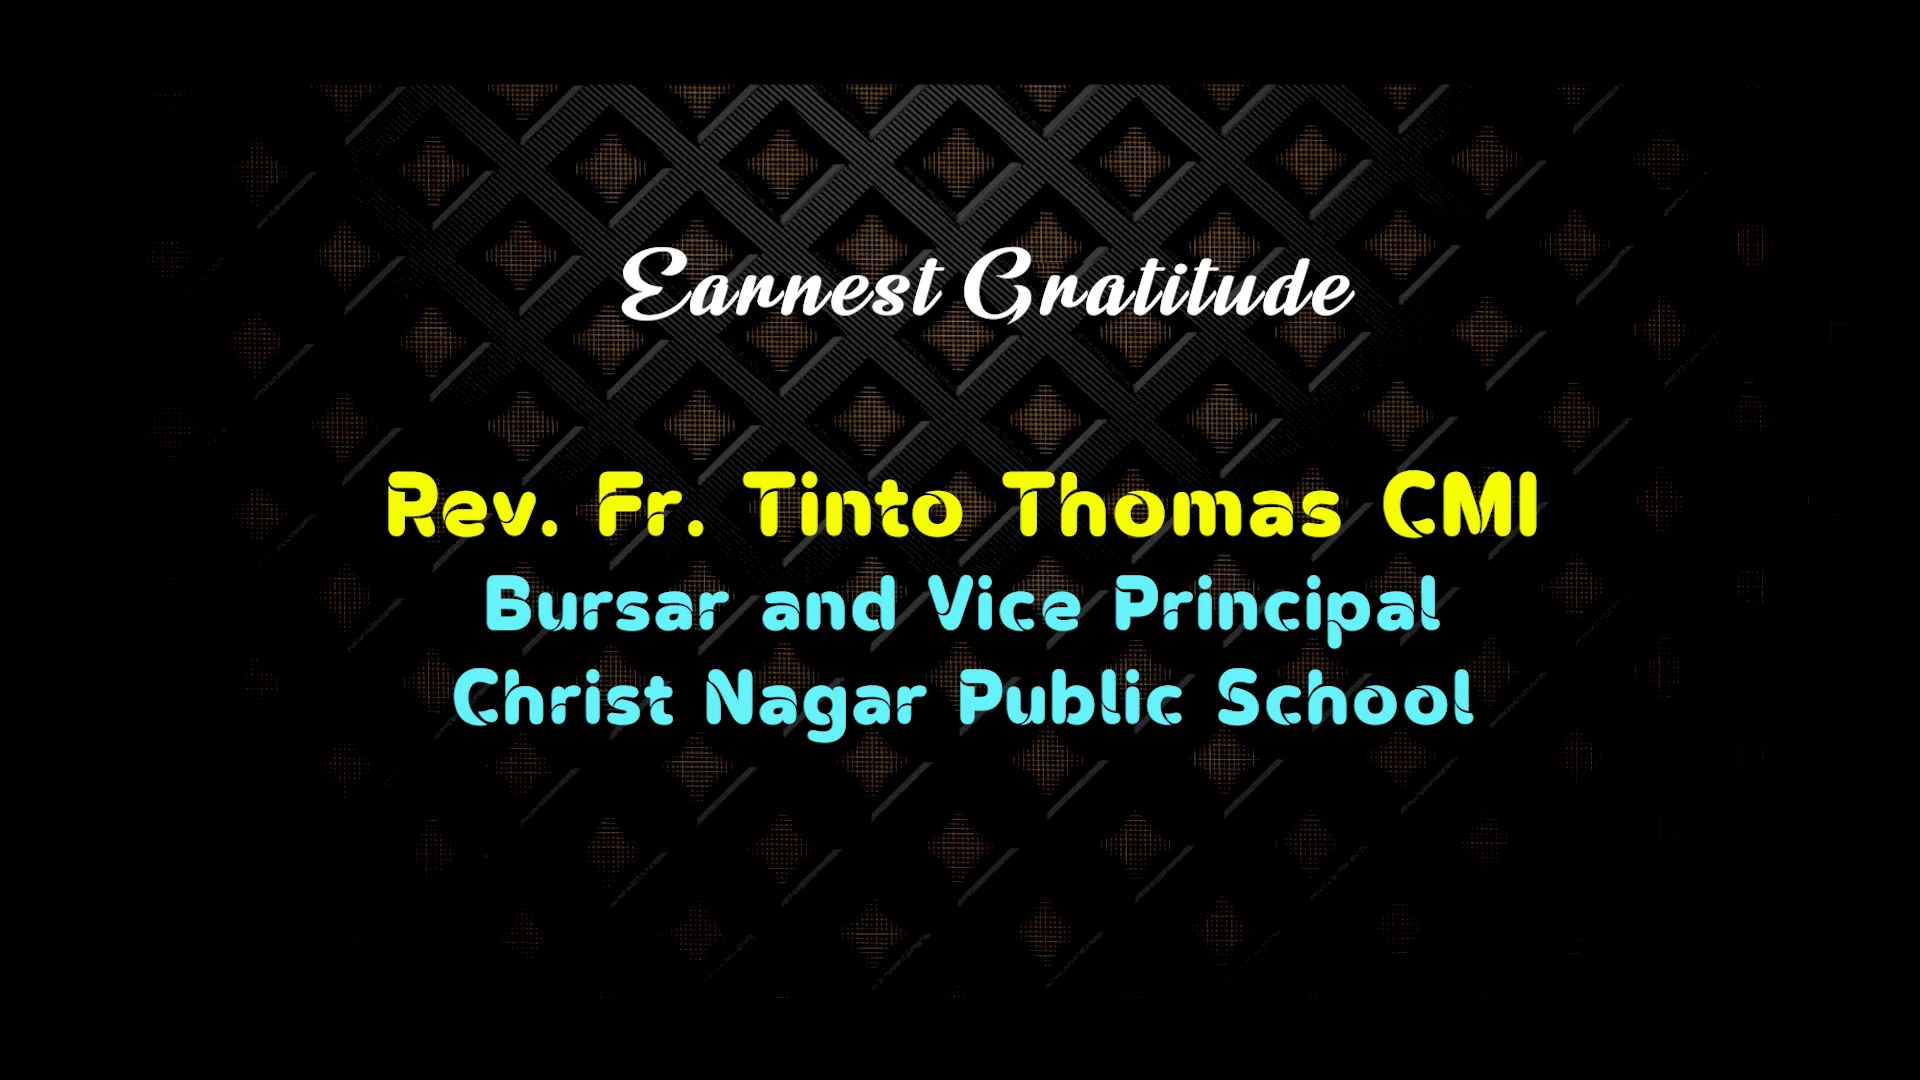 Earnest Gratitude
Rev. Fr. Tinto Thomas CMI
Bursar and Vice Principal
Christ Nagar Public School